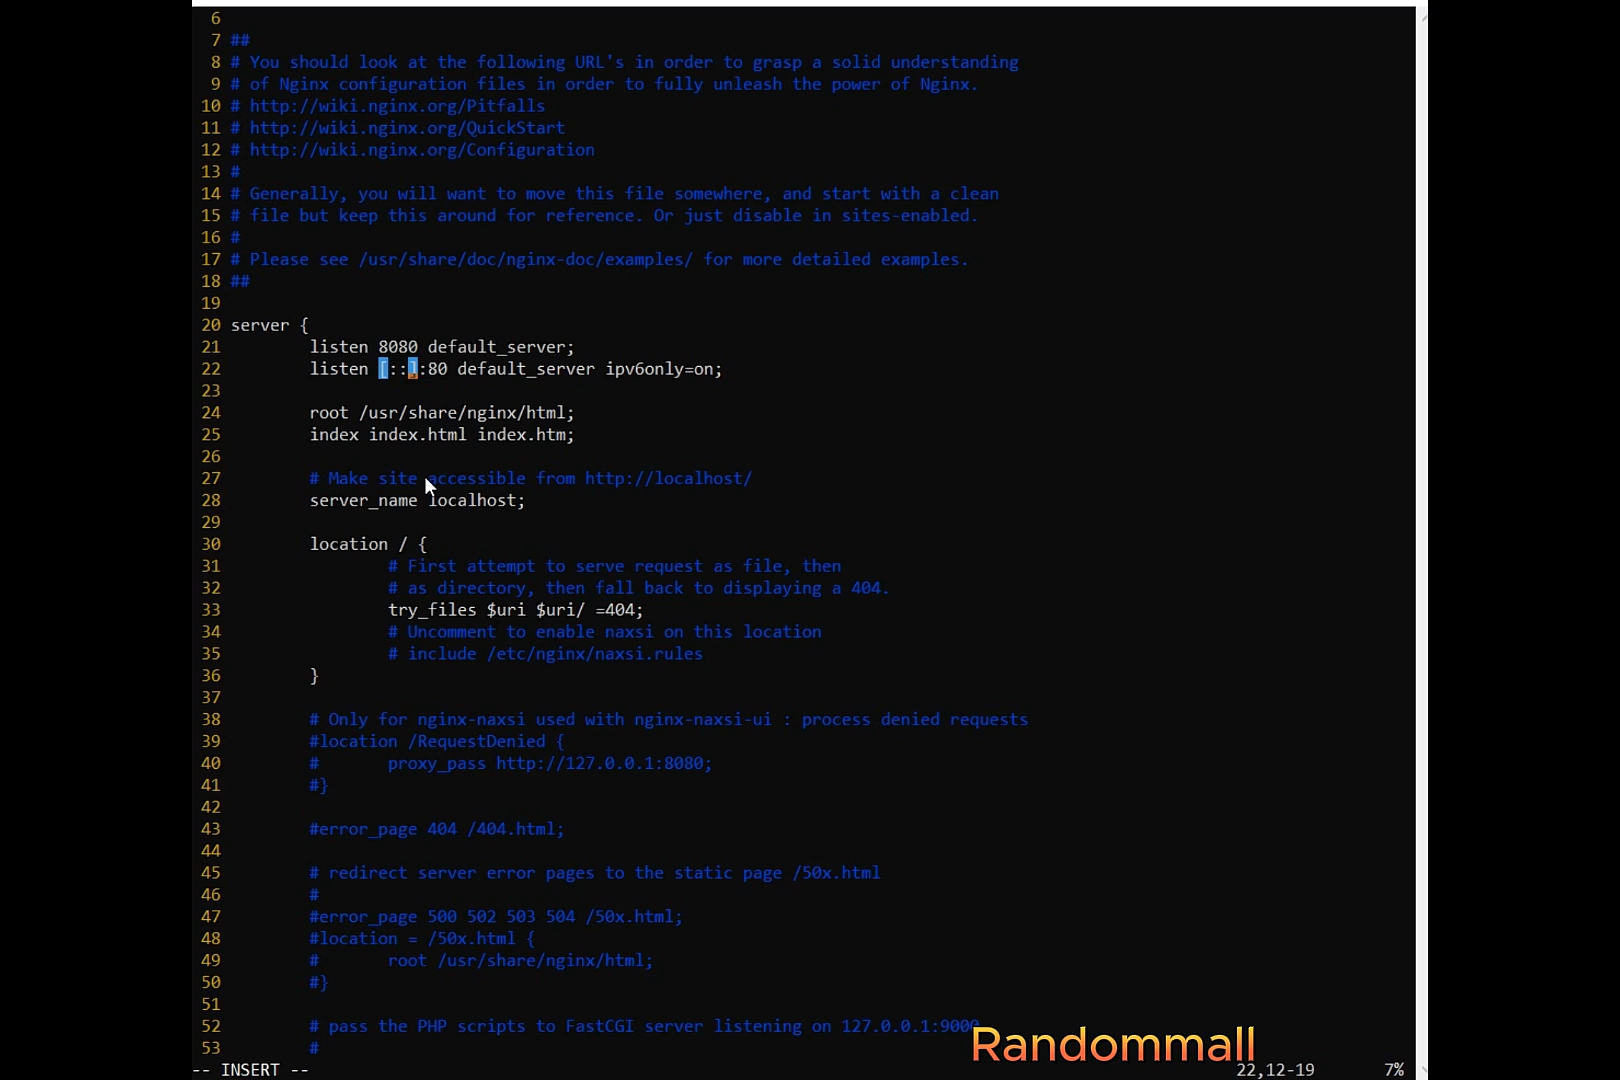 6
7 ##
8 # You should look at the following URL's in order to grasp a solid understanding
9 # of Nginx configuration files in order to fully unleash the power of Nginx.
10 # http://wiki.nginx.org/Pitfalls
11 # http://wiki.nginx.org/QuickStart
12 # http://wiki.nginx.org/Configuration
13 #
14 # Generally, you will want to move this file somewhere, and start with a clean
15 # file but keep this around for reference. Or just disable in sites-enabled.
16 #
17 # Please see /usr/share/doc/nginx-doc/examples/ for more detailed examples.
18 ##
19
20 server {
21 listen 8080 default_server;
22 listen [::]:80 default_server ipv6only=on;
23
24 root /usr/share/nginx/html;
25 index index.html index.htm;
26
27 # Make site accessible from http://localhost/
28 server_name localhost;
29
30 location / {
31 # First attempt to serve request as file, then
32 # as directory, then fall back to displaying a 404.
33 try_files $uri $uri/ =404;
34 # Uncomment to enable naxsi on this location
35 # include /etc/nginx/naxsi.rules
36 }
37
38 # Only for nginx-naxsi used with nginx-naxsi-ui : process denied requests
39 #location /RequestDenied {
40 # proxy_pass http://127.0.0.1:8080;
41 #}
42
43 #error_page 404 /404.html;
44
45 # redirect server error pages to the static page /50x.html
46 #
47 #error_page 500 502 503 504 /50x.html;
48 #location = /50x.html {
49 # root /usr/share/nginx/html;
50 #}
51
52 # pass the PHP scripts to FastCGI server listening on 127.0.0.1:9000
53 #
Randommall
-- INSERT -- 22,12-19 7%